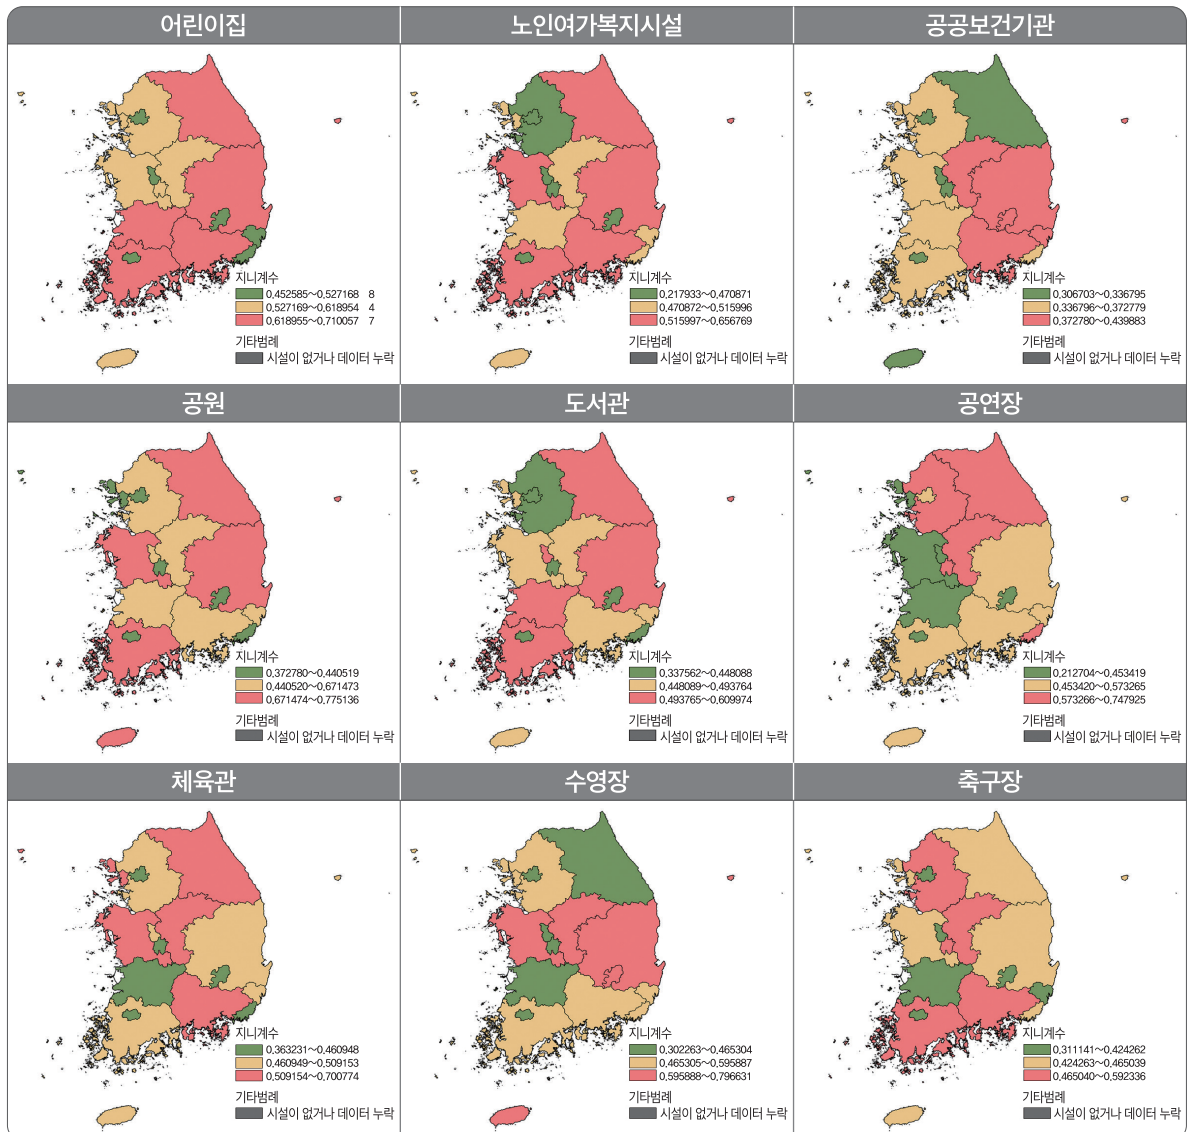 어린이집
노인여가복지시설
공공보건기관
지니계수
0.452585~0.527168 8
0.527169~0.618954 4
0.618955~0.710057 7
기타범례
시설이 없거나 데이터 누락
지니계수
0.217933~0.470871
0.470872~0.515996
0.515997~0.656769
기타범례
시설이 없거나 데이터 누락
지니계수
0.306703~0.336795
0.336796~0.372779
0.372780~0.439883
기타범례
시설이 없거나 데이터 누락
공원
도서관
공연장
지니계수
0.372780~0.440519
0.440520~0.671473
0.671474~0.775136
기타범례
시설이 없거나 데이터 누락
지니계수
0.337562~0.448088
0.448089~0.493764
0.493765~0.609974
기타범례
시설이 없거나 데이터 누락
지니계수
0.212704~0.453419
0.453420~0.573265
0.573266~0.747925
기타범례
시설이 없거나 데이터 누락
체육관
수영장
축구장
지니계수
0.363231~0.460948
0.460949~0.509153
0.509154~0.700774
기타범례
시설이 없거나 데이터 누락
지니계수
0.302263~0.465304
0.465305~0.595887
0.595888~0.796631
기타범례
시설이 없거나 데이터 누락
지니계수
0.311141~0.424262
0.424263~0.465039
0.465040~0.592336
기타범례
시설이 없거나 데이터 누락